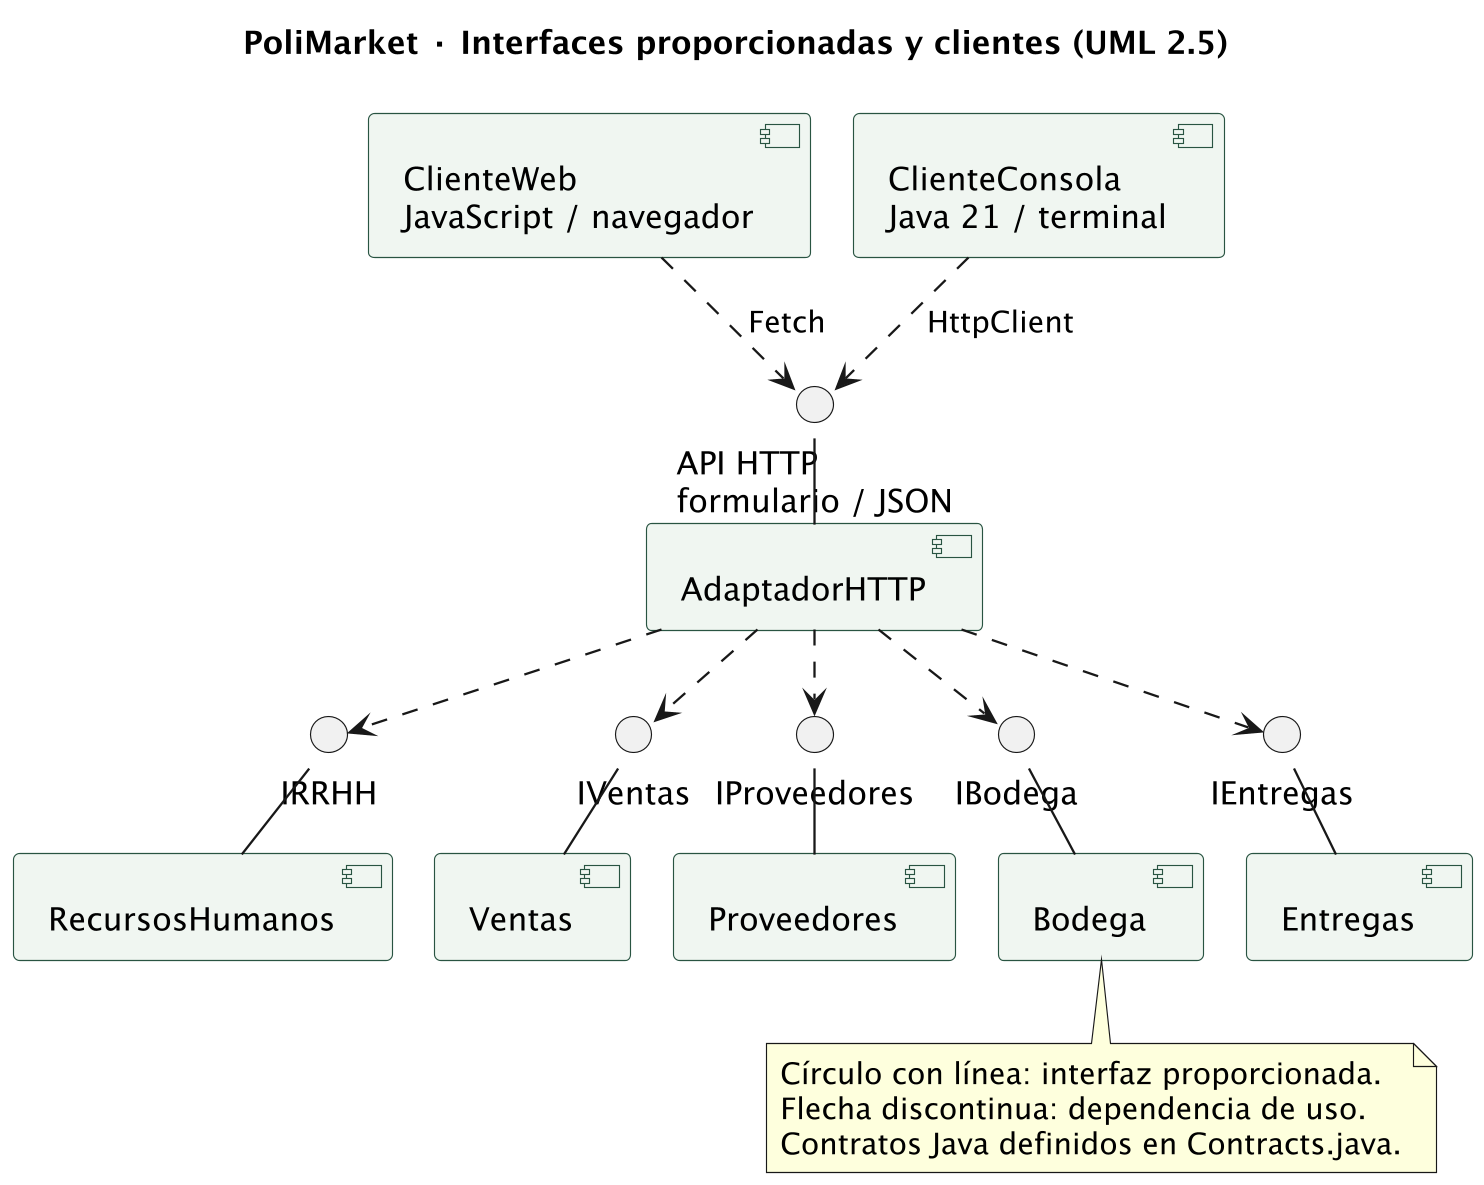 PoliMarket · Interfaces proporcionadas y clientes (UML 2.5)
ClienteWeb
JavaScript / navegador
ClienteConsola
Java 21 / terminal
Fetch
HttpClient
API HTTP
formulario / JSON
AdaptadorHTTP
IRRHH
IVentas
IProveedores
IBodega
IEntregas
RecursosHumanos
Ventas
Proveedores
Bodega
Entregas
Círculo con línea: interfaz proporcionada.
Flecha discontinua: dependencia de uso.
Contratos Java definidos en Contracts.java.